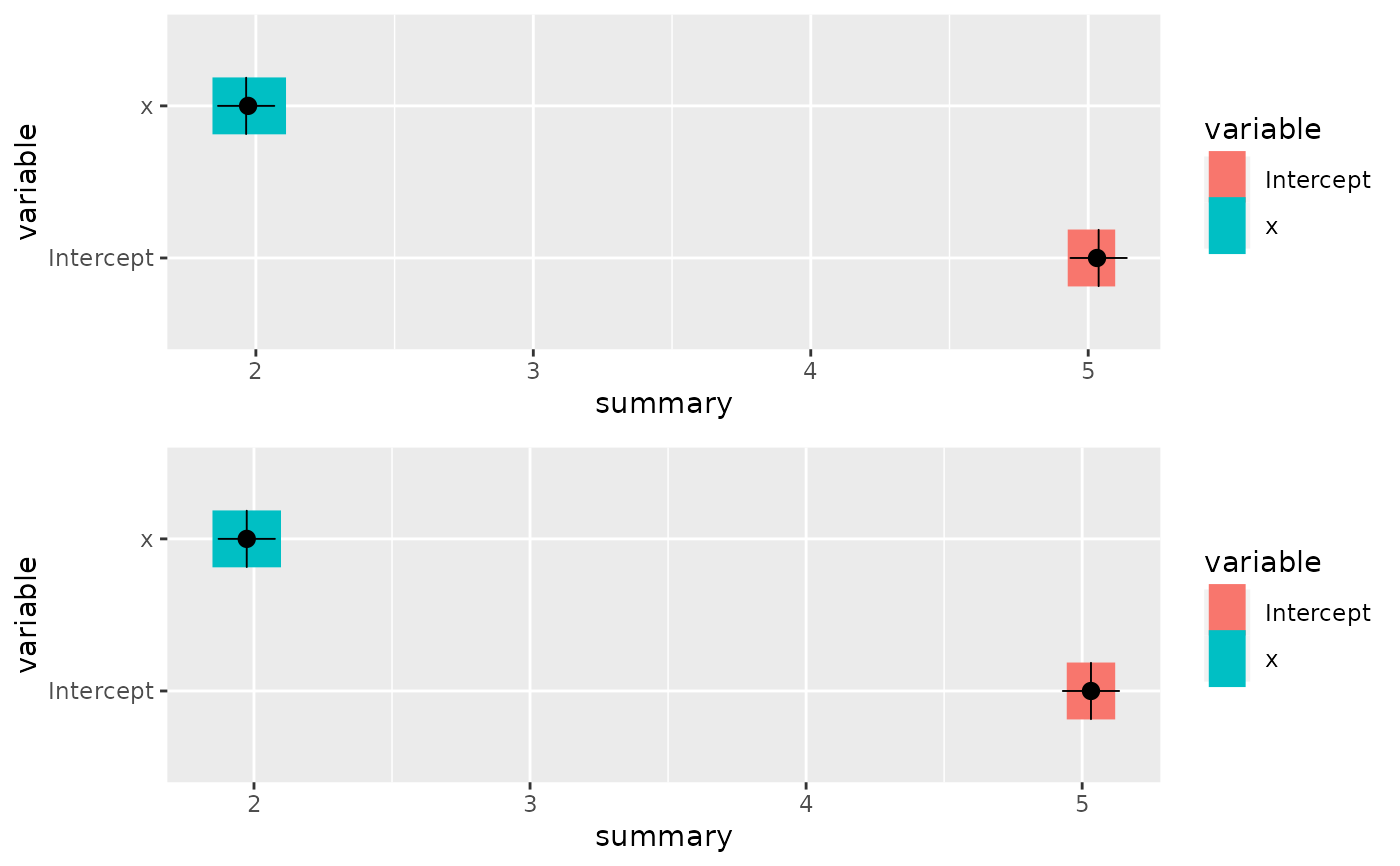 variable
x
Intercept
2 3 4 5
summary
variable
Intercept
x
variable
x
Intercept
2 3 4 5
summary
variable
Intercept
x